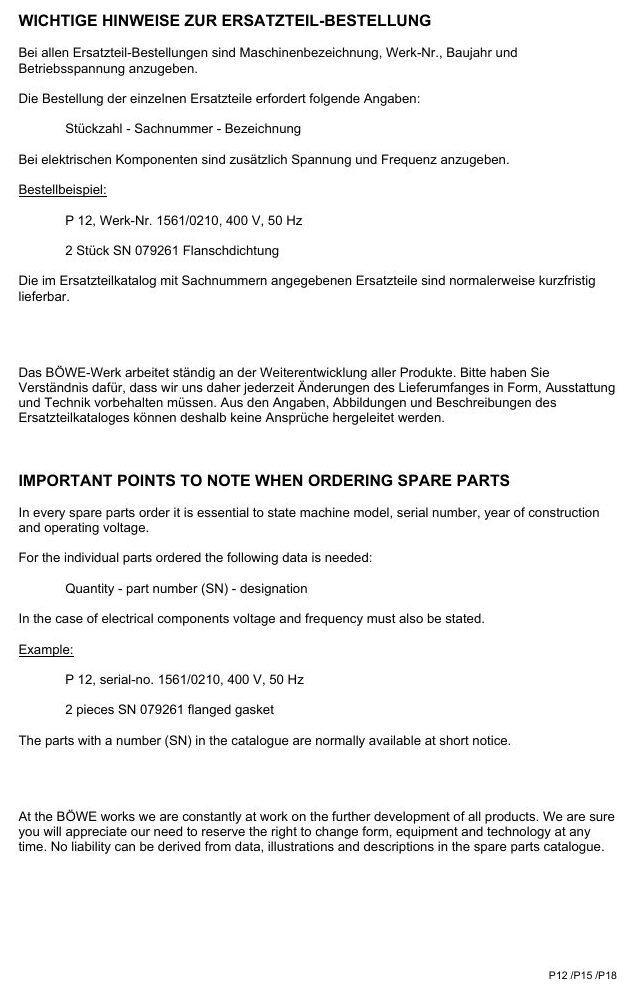 WICHTIGE HINWEISE ZUR ERSATZTEIL-BESTELLUNG
Bei allen Ersatzteil-Bestellungen sind Maschinenbezeichnung, Werk-Nr., Baujahr und
Betriebsspannung anzugeben.
Die Bestellung der einzelnen Ersatzteile erfordert folgende Angaben:
Stückzahl - Sachnummer - Bezeichnung
Bei elektrischen Komponenten sind zusätzlich Spannung und Frequenz anzugeben.
Bestellbeispiel:
P 12, Werk-Nr. 1561/0210, 400 V, 50 Hz
2 Stück SN 079261 Flanschdichtung
Die im Ersatzteilkatalog mit Sachnummern angegebenen Ersatzteile sind normalerweise kurzfristig
lieferbar.
Das BÖWE-Werk arbeitet ständig an der Weiterentwicklung aller Produkte. Bitte haben Sie
Verständnis dafür, dass wir uns daher jederzeit Änderungen des Lieferumfanges in Form, Ausstattung
und Technik vorbehalten müssen. Aus den Angaben, Abbildungen und Beschreibungen des
Ersatzteilkataloges können deshalb keine Ansprüche hergeleitet werden.
IMPORTANT POINTS TO NOTE WHEN ORDERING SPARE PARTS
In every spare parts order it is essential to state machine model, serial number, year of construction
and operating voltage.
For the individual parts ordered the following data is needed:
Quantity - part number (SN) - designation
In the case of electrical components voltage and frequency must also be stated.
Example:
P 12, serial-no. 1561/0210, 400 V, 50 Hz
2 pieces SN 079261 flanged gasket
The parts with a number (SN) in the catalogue are normally available at short notice.
At the BÖWE works we are constantly at work on the further development of all products. We are sure
you will appreciate our need to reserve the right to change form, equipment and technology at any
time. No liability can be derived from data, illustrations and descriptions in the spare parts catalogue.
P12 /P15 /P18